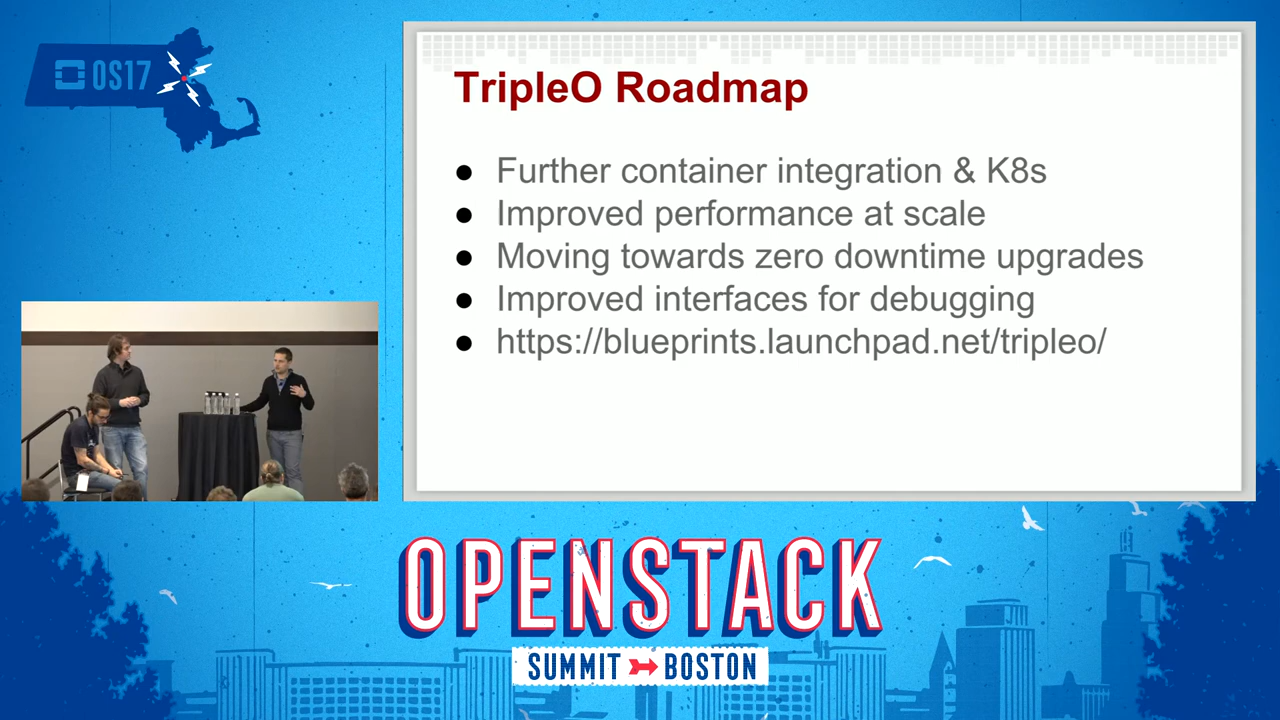 OS17
TripleO Roadmap
● Further container integration & K8s
● Improved performance at scale
● Moving towards zero downtime upgrades
● Improved interfaces for debugging
● https://blueprints.launchpad.net/tripleo/
OPENSTACK
SUMMIT BOSTON